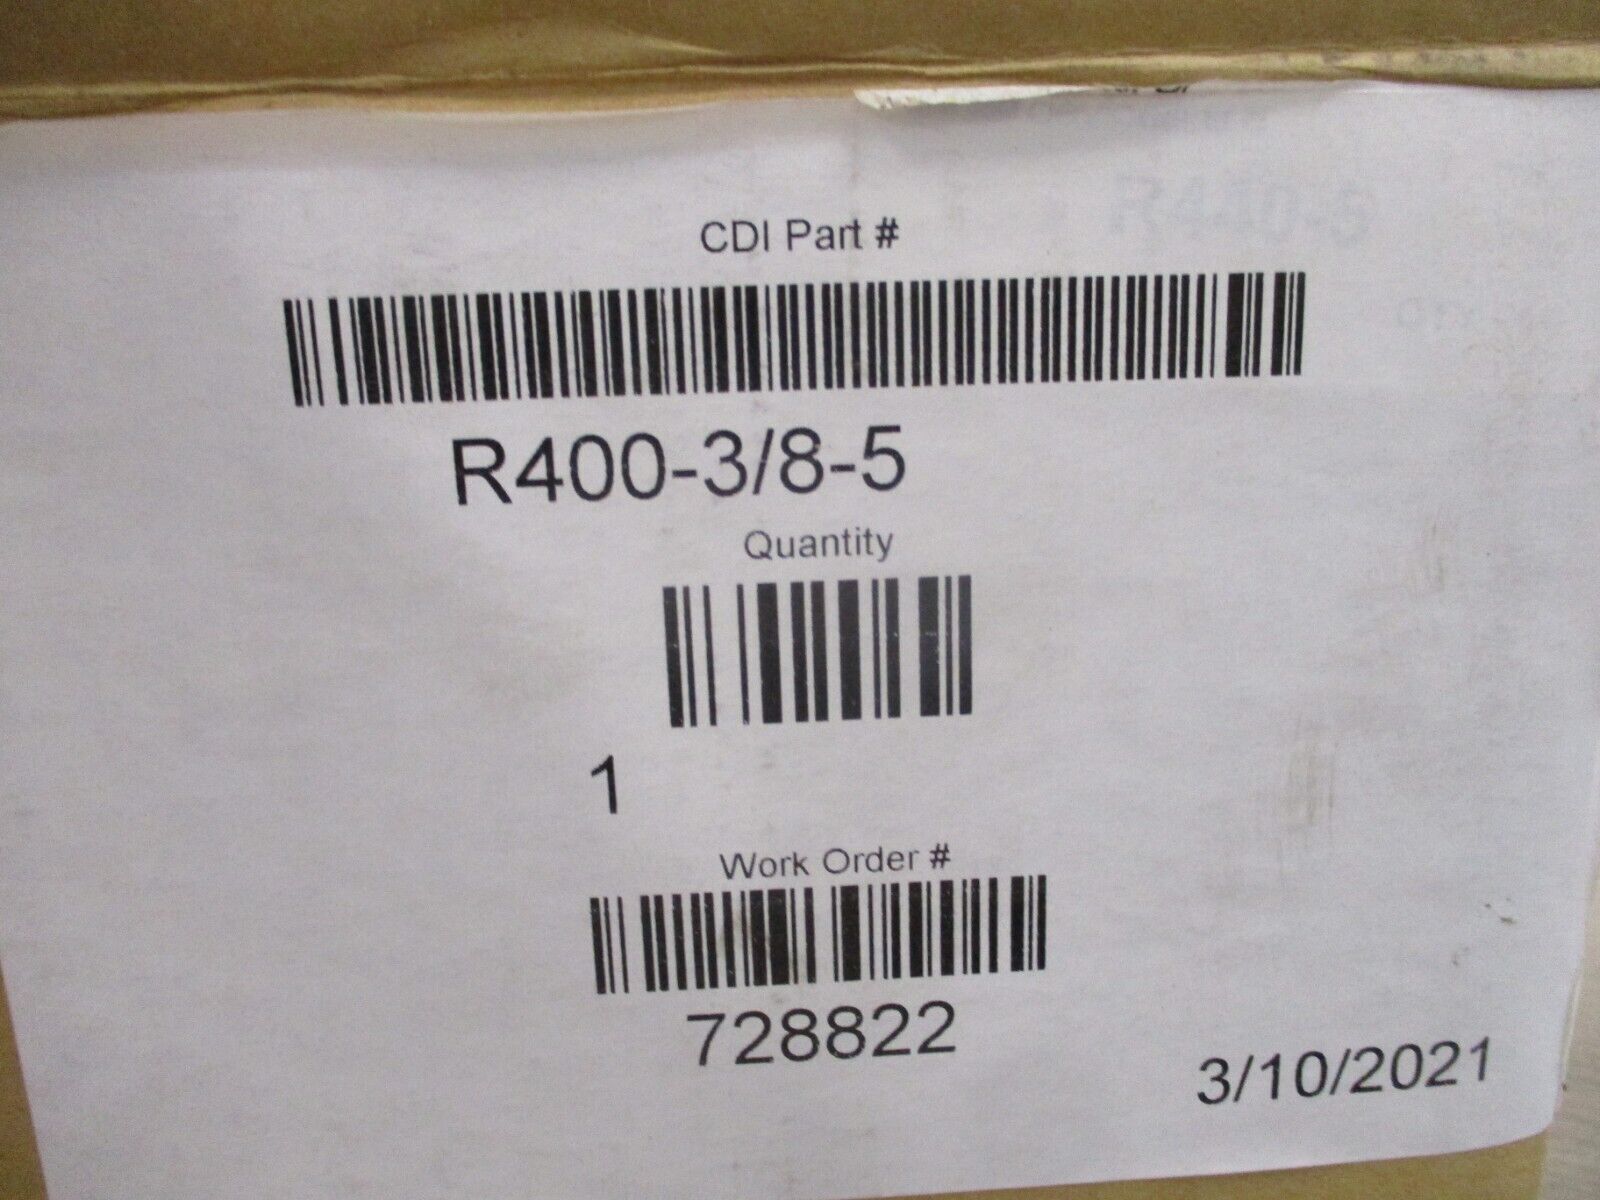 CDI Part #
R400-3/8-5
Quantity
1
Work Order #
728822
3/10/2021